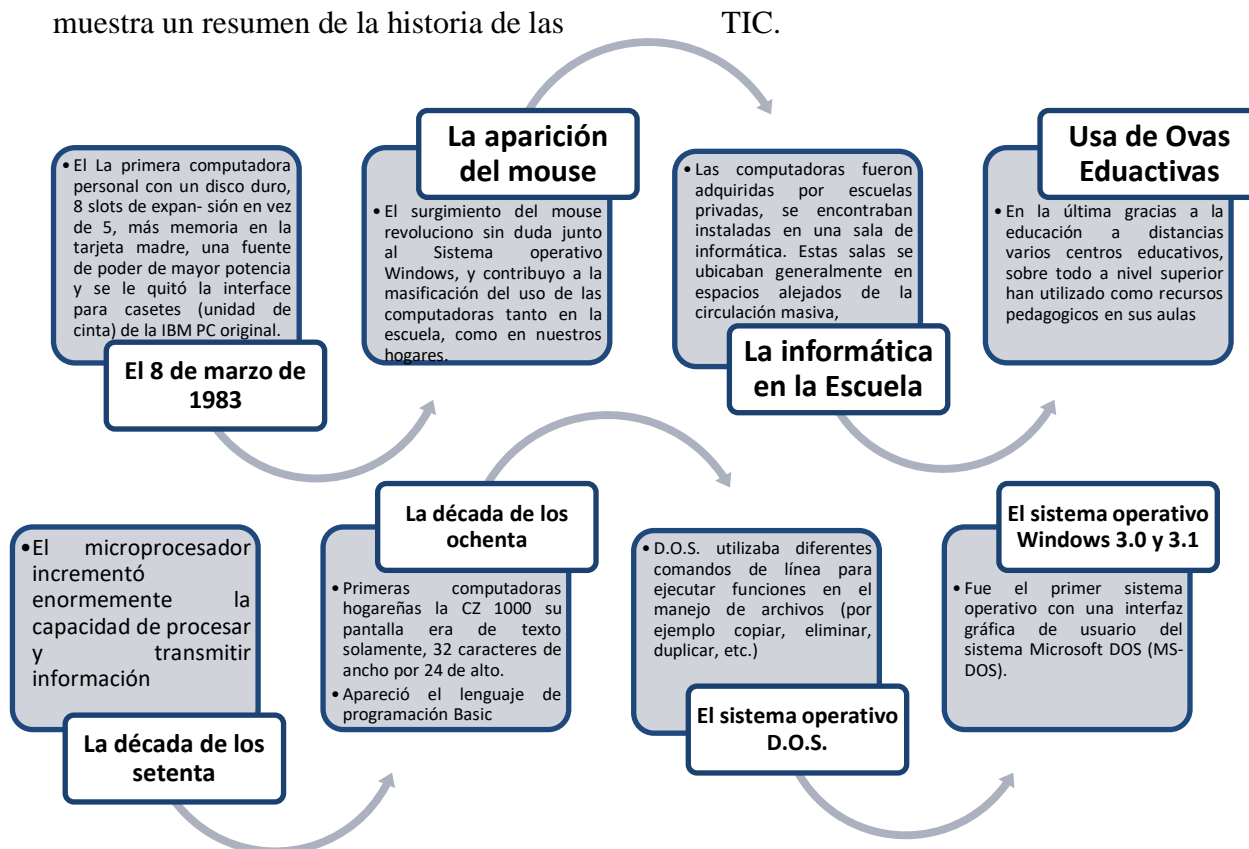 muestra un resumen de la historia de las TIC.
• El La primera computadora
personal con un disco duro,
8 slots de expan- sión en vez
de 5, más memoria en la
tarjeta madre, una fuente
de poder de mayor potencia
y se le quitó la interface
para casetes (unidad de
cinta) de la IBM PC original.
El 8 de marzo de
1983
La aparición
del mouse
• El surgimiento del mouse
revoluciono sin duda junto
al Sistema operativo
Windows, y contribuyo a la
masificación del uso de las
computadoras tanto en la
escuela, como en nuestros
hogares.
• Las computadoras fueron
adquiridas por escuelas
privadas, se encontraban
instaladas en una sala de
informática. Estas salas se
ubicaban generalmente en
espacios alejados de la
circulación masiva,
La informática
en la Escuela
Usa de Ovas
Eduactivas
• En la última gracias a la
educación a distancias
varios centros educativos,
sobre todo a nivel superior
han utilizado como recursos
pedagogicos en sus aulas
• El microprocesador
incrementó
enormemente la
capacidad de procesar
y transmitir
información
La década de los
setenta
La década de los
ochenta
• Primeras computadoras
hogareñas la CZ 1000 su
pantalla era de texto
solamente, 32 caracteres de
ancho por 24 de alto.
• Apareció el lenguaje de
programación Basic
• D.O.S. utilizaba diferentes
comandos de línea para
ejecutar funciones en el
manejo de archivos (por
ejemplo copiar, eliminar,
duplicar, etc.)
El sistema operativo
D.O.S.
El sistema operativo
Windows 3.0 y 3.1
• Fue el primer sistema
operativo con una interfaz
gráfica de usuario del
sistema Microsoft DOS (MS-
DOS).